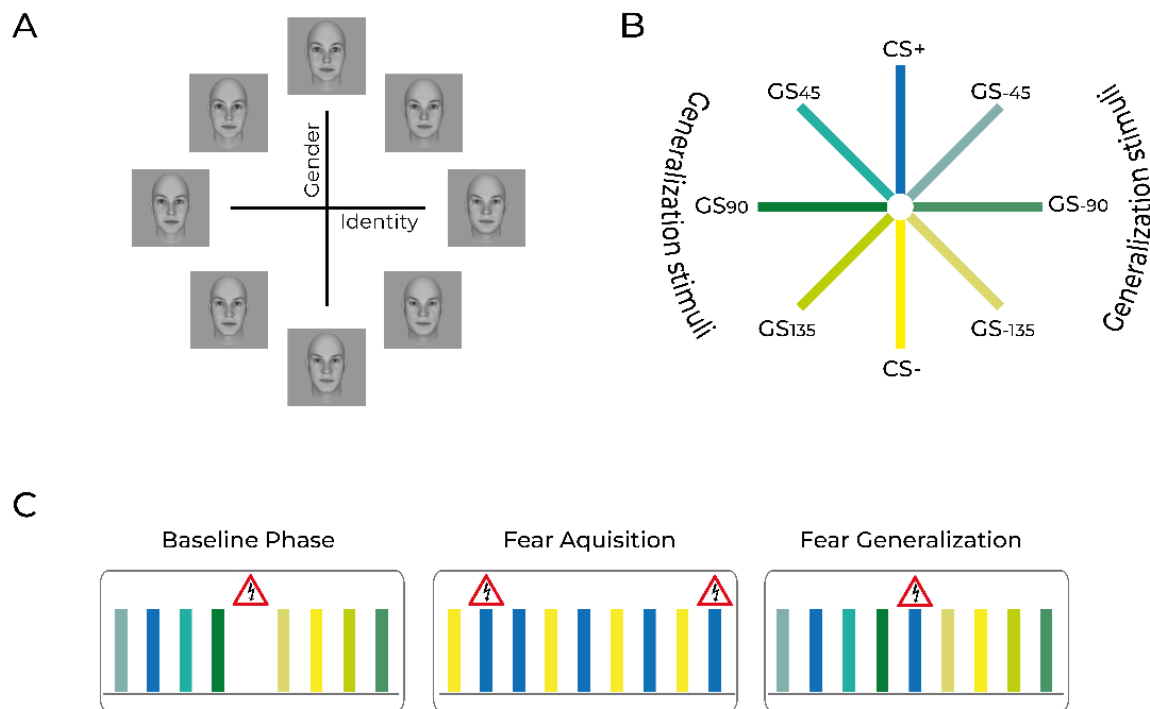 A
Gender
Identity
B
CS+
GS45
GS-45
Generalization stimuli
Generalization stimuli
GS90
GS-90
GS135
GS-135
CS-
C
Baseline Phase
Fear Aquisition
Fear Generalization